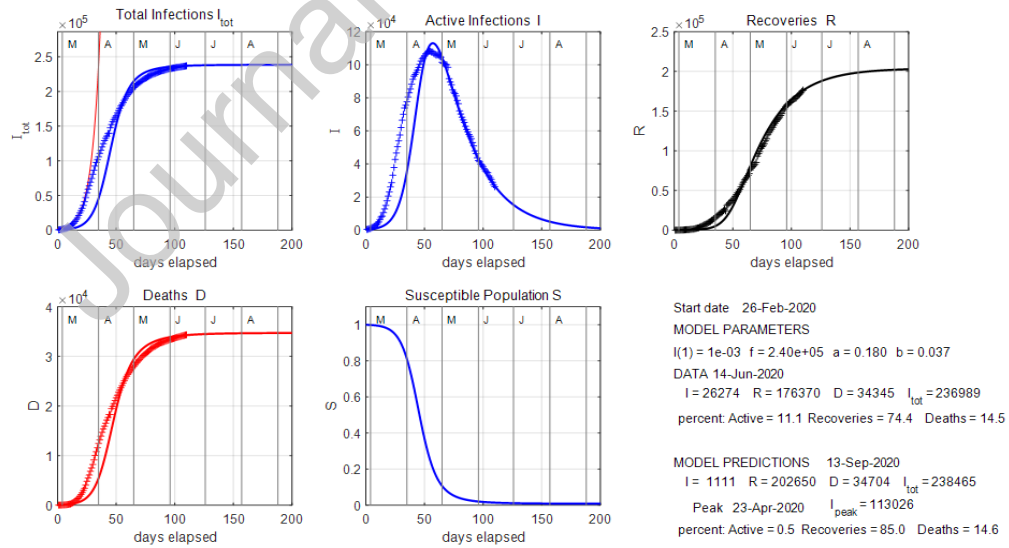 Journa
Total Infections I_tot
×10^5
M A M J J A
2.5
2
1.5
1
0.5
0
I_tot
0 50 100 150 200
days elapsed
Active Infections I
×10^4
M A M J J A
12
10
8
6
4
2
0
I
0 50 100 150 200
days elapsed
Recoveries R
×10^5
M A M J J A
2.5
2
1.5
1
0.5
0
R
0 50 100 150 200
days elapsed
Deaths D
×10^4
M A M J J A
4
3
2
1
0
D
0 50 100 150 200
days elapsed
Susceptible Population S
M A M J J A
1
0.8
0.6
0.4
0.2
0
S
0 50 100 150 200
days elapsed
Start date 26-Feb-2020
MODEL PARAMETERS
I(1) = 1e-03 f = 2.40e+05 a = 0.180 b = 0.037
DATA 14-Jun-2020
I = 26274 R = 176370 D = 34345 I_tot = 236989
percent: Active = 11.1 Recoveries = 74.4 Deaths = 14.5
MODEL PREDICTIONS 13-Sep-2020
I = 1111 R = 202650 D = 34704 I_tot = 238465
Peak 23-Apr-2020 I_peak = 113026
percent: Active = 0.5 Recoveries = 85.0 Deaths = 14.6